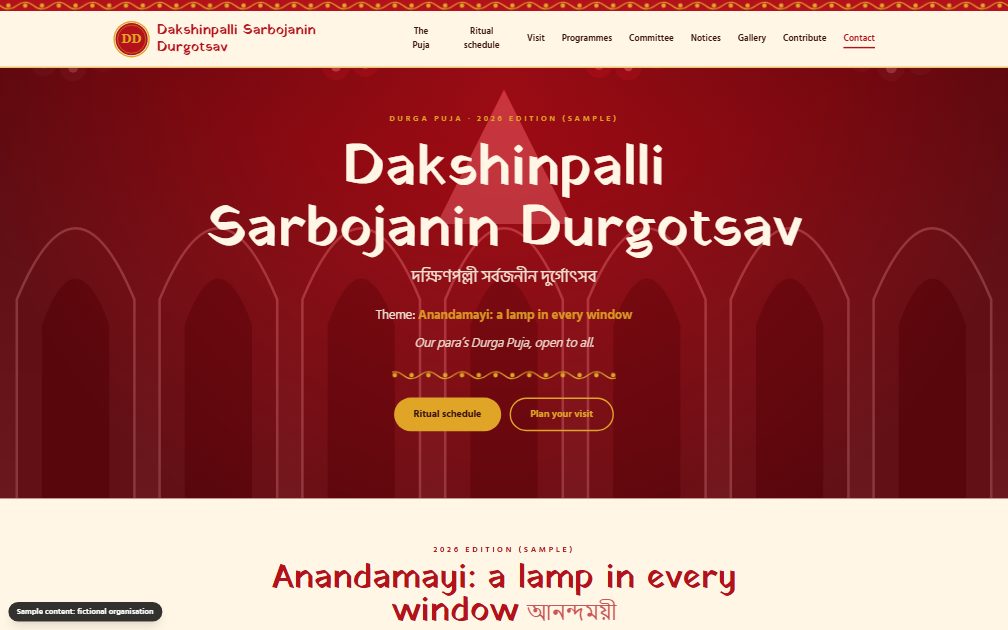 DD
Dakshinpalli Sarbojanin
Durgotsav
The
Puja
Ritual
schedule
Visit
Programmes
Committee
Notices
Gallery
Contribute
Contact
DURGA PUJA · 2026 EDITION (SAMPLE)
Dakshinpalli
Sarbojanin Durgotsav
দক্ষিণপল্লী সর্বজনীন দুর্গোৎসব
Theme: Anandamayi: a lamp in every window
Our para's Durga Puja, open to all.
Ritual schedule
Plan your visit
2026 EDITION (SAMPLE)
Anandamayi: a lamp in every
window আনন্দময়ী
Sample content: fictional organisation